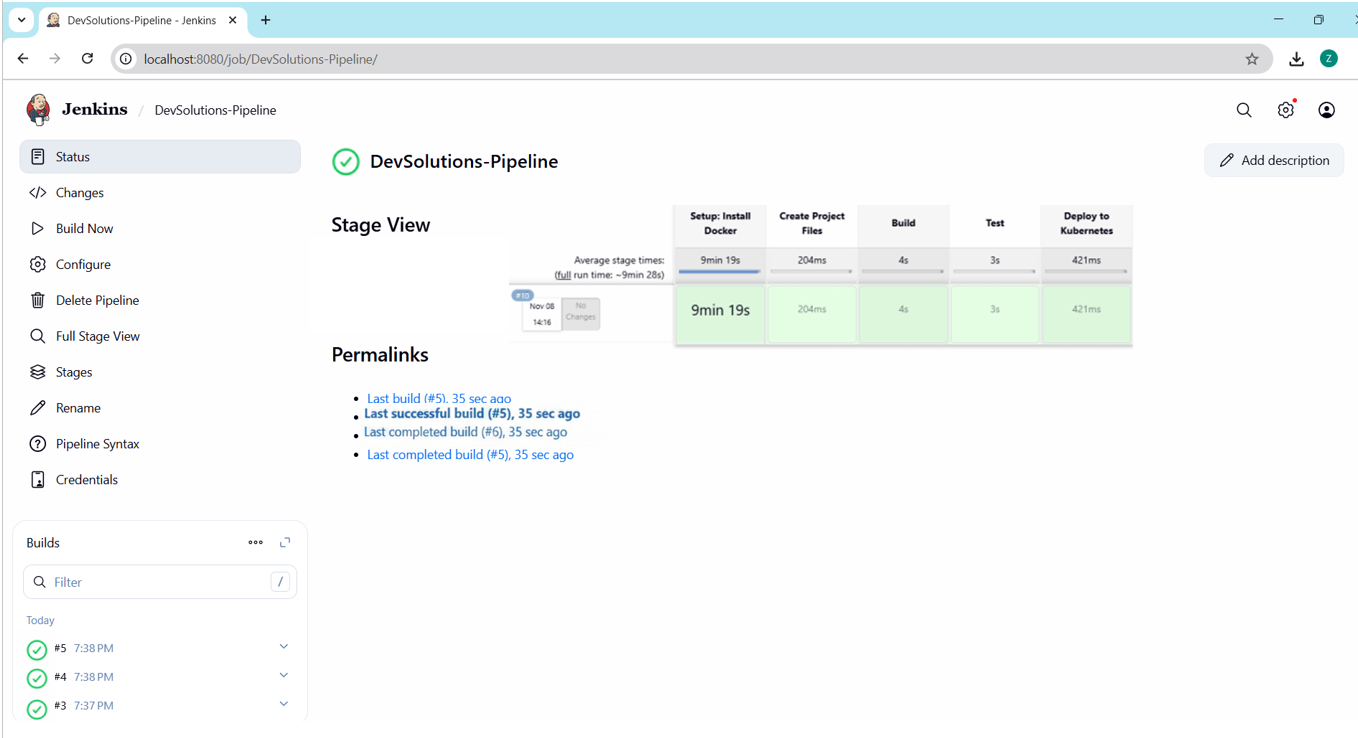 DevSolutions-Pipeline - Jenkins
localhost:8080/job/DevSolutions-Pipeline/
Z
Jenkins / DevSolutions-Pipeline
Status
Changes
Build Now
Configure
Delete Pipeline
Full Stage View
Stages
Rename
Pipeline Syntax
Credentials
Builds
Filter /
Today
#5 7:38 PM
#4 7:38 PM
#3 7:37 PM
DevSolutions-Pipeline
Add description
Stage View
Setup: Install
Docker
Create Project
Files
Build
Test
Deploy to
Kubernetes
Average stage times:
(full run time: ~9min 28s)
9min 19s
204ms
4s
3s
421ms
#10
Nov 08
14:16
No
Changes
9min 19s
204ms
4s
3s
421ms
Permalinks
Last build (#5), 35 sec ago
Last successful build (#5), 35 sec ago
Last completed build (#6), 35 sec ago
Last completed build (#5), 35 sec ago